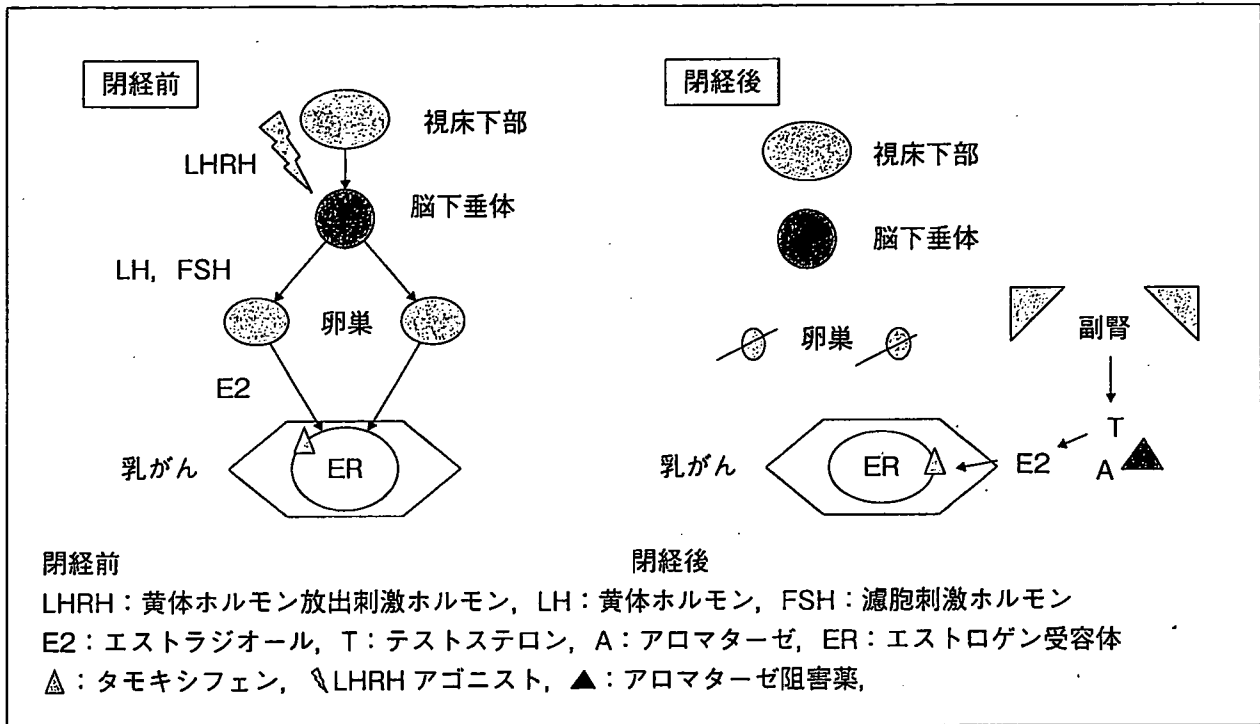 閉経前
視床下部
LHRH
脳下垂体
LH, FSH
卵巣
E2
乳がん
ER
閉経後
視床下部
脳下垂体
卵巣
副腎
T
A
E2
乳がん
ER
閉経前 閉経後
LHRH：黄体ホルモン放出刺激ホルモン，LH：黄体ホルモン，FSH：濾胞刺激ホルモン
E2：エストラジオール，T：テストステロン，A：アロマターゼ，ER：エストロゲン受容体
：タモキシフェン， LHRH アゴニスト，▲：アロマターゼ阻害薬，